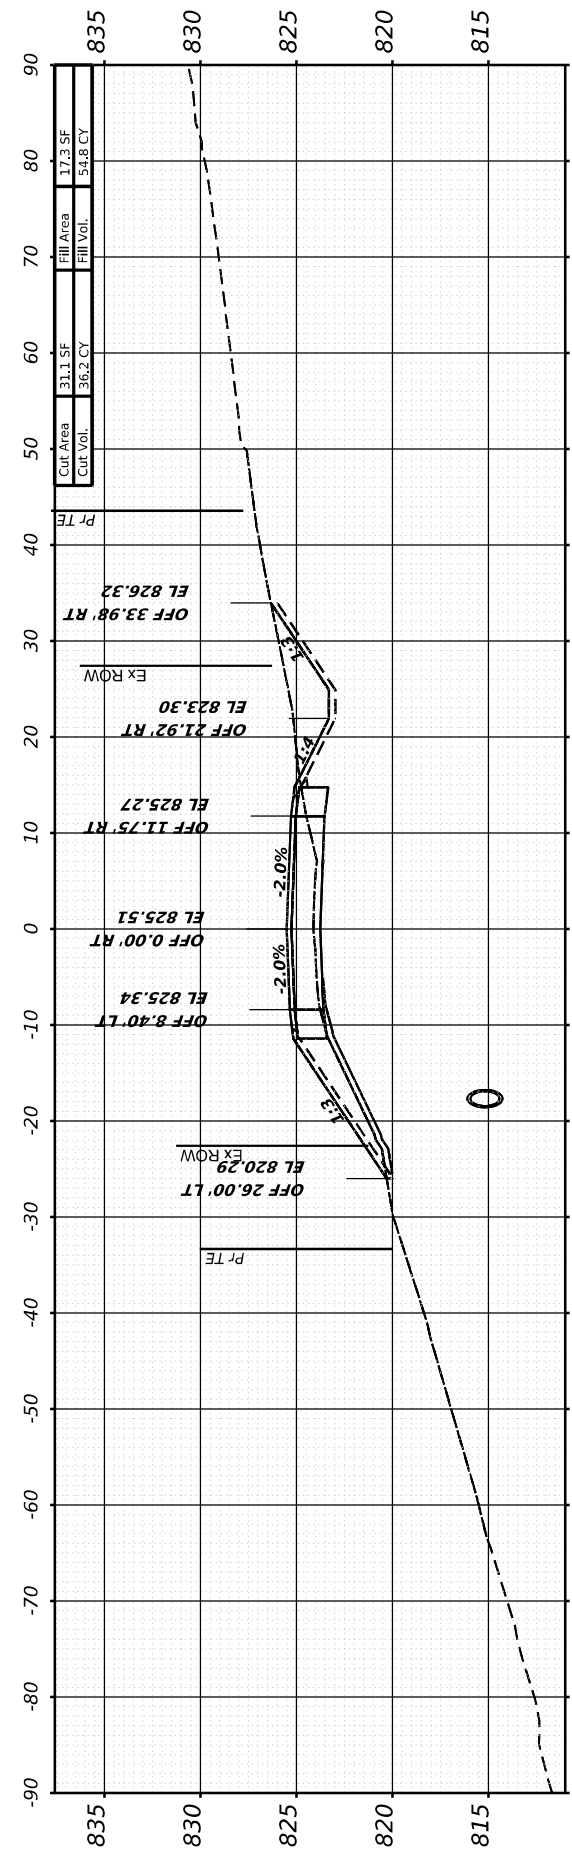 835 830 825 820 815
90
80
70
60
50
40
30
20
10
0
-10
-20
-30
-40
-50
-60
-70
-80
-90
835 830 825 820 815
Cut Area 31.1 SF Fill Area 17.3 SF
Cut Vol. 36.2 CY Fill Vol. 54.8 CY
Pr TE
OFF 33.98' RT
EL 826.32
Ex ROW
1:3
OFF 21.92' RT
EL 823.30
1:4
OFF 11.75' RT
EL 825.27
-2.0%
OFF 0.00' RT
EL 825.51
-2.0%
OFF 8.40' LT
EL 825.34
1:3
Ex ROW
OFF 26.00' LT
EL 820.29
Pr TE